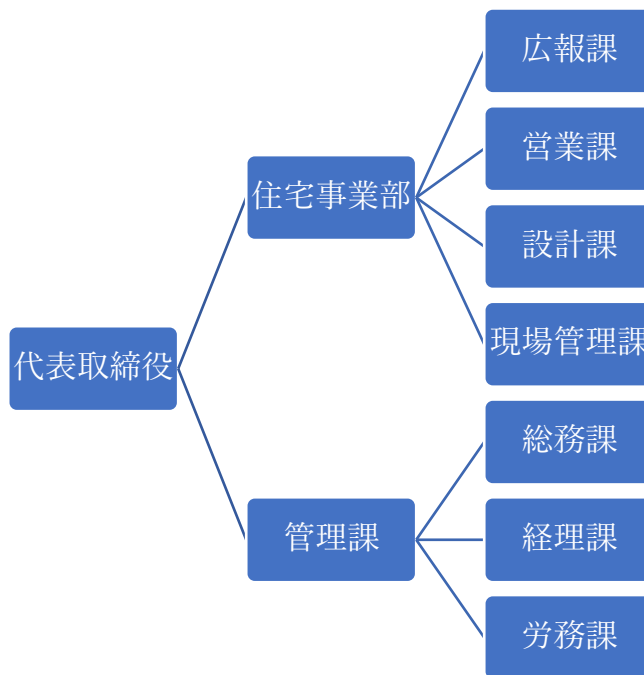 代表取締役
住宅事業部
広報課
営業課
設計課
現場管理課
管理課
総務課
経理課
労務課